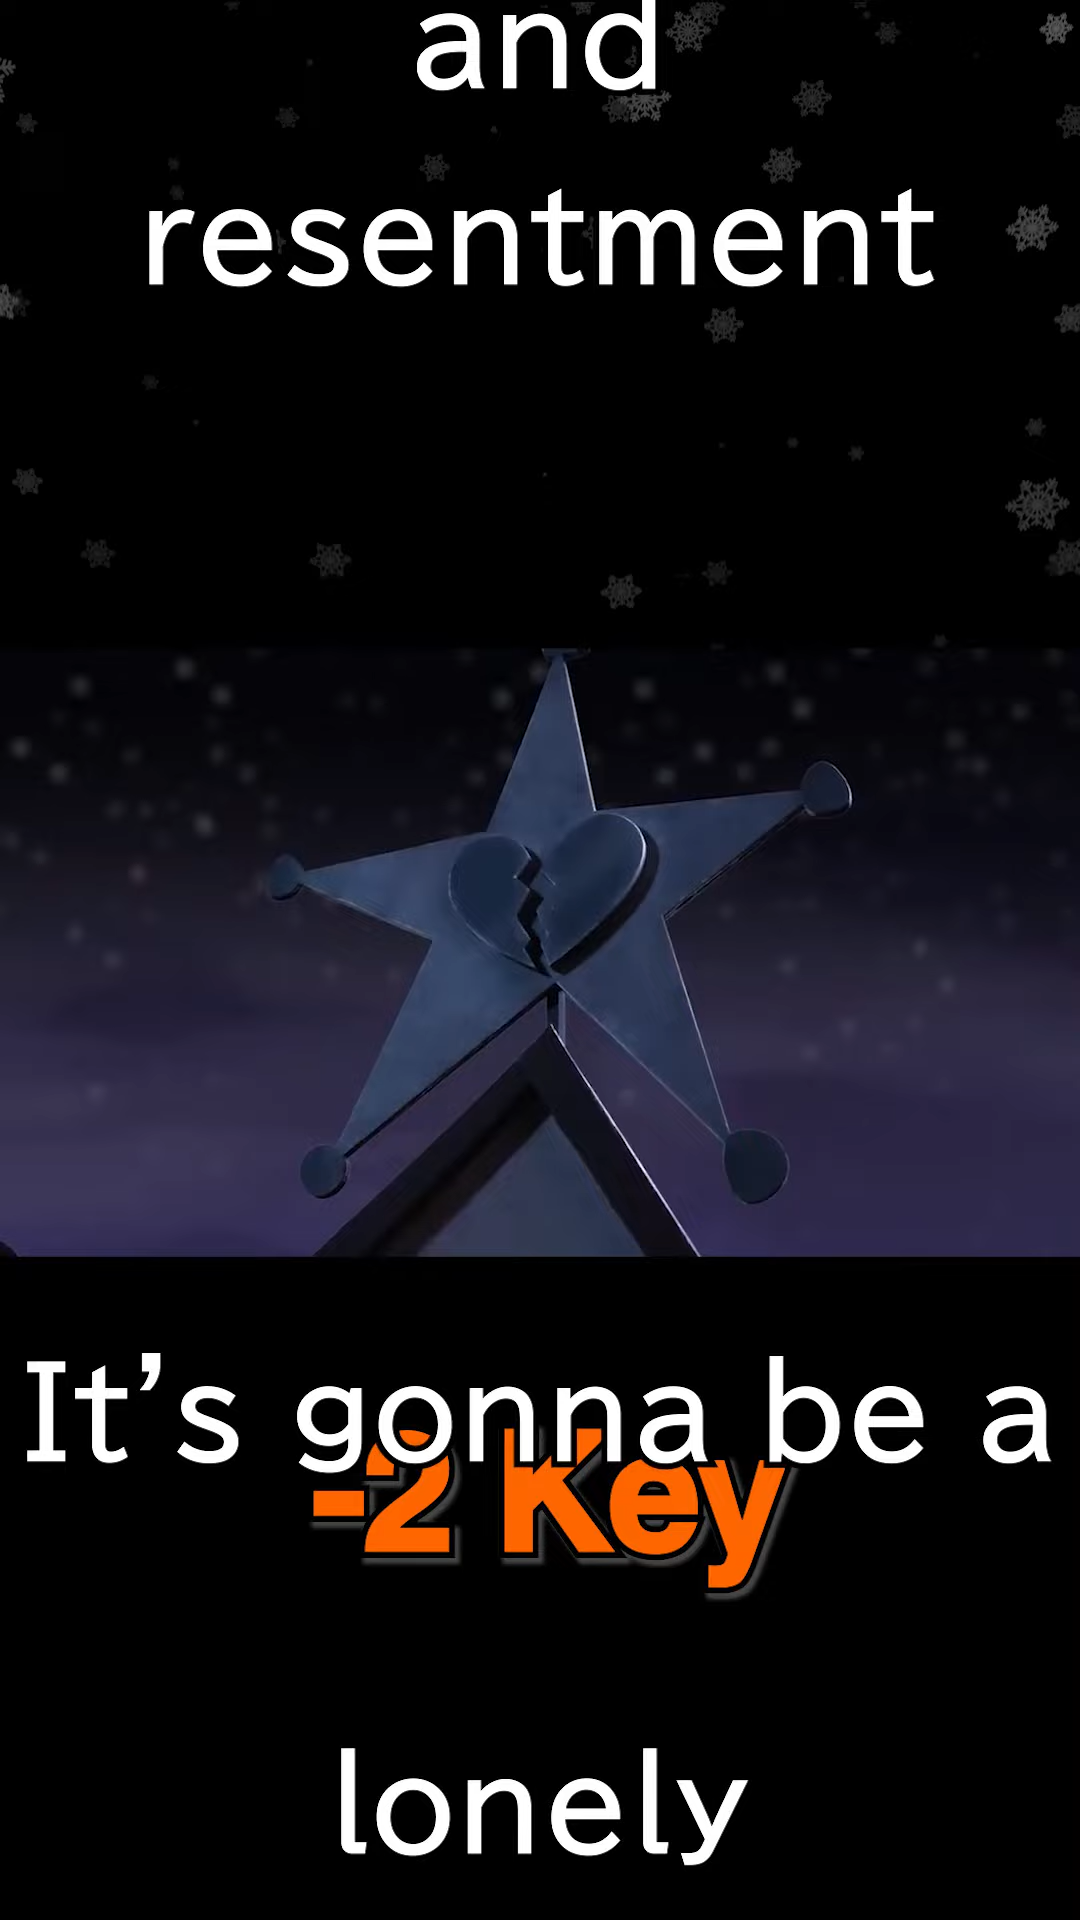 and
resentment
It’s gonna be a
-2 Key
lonely